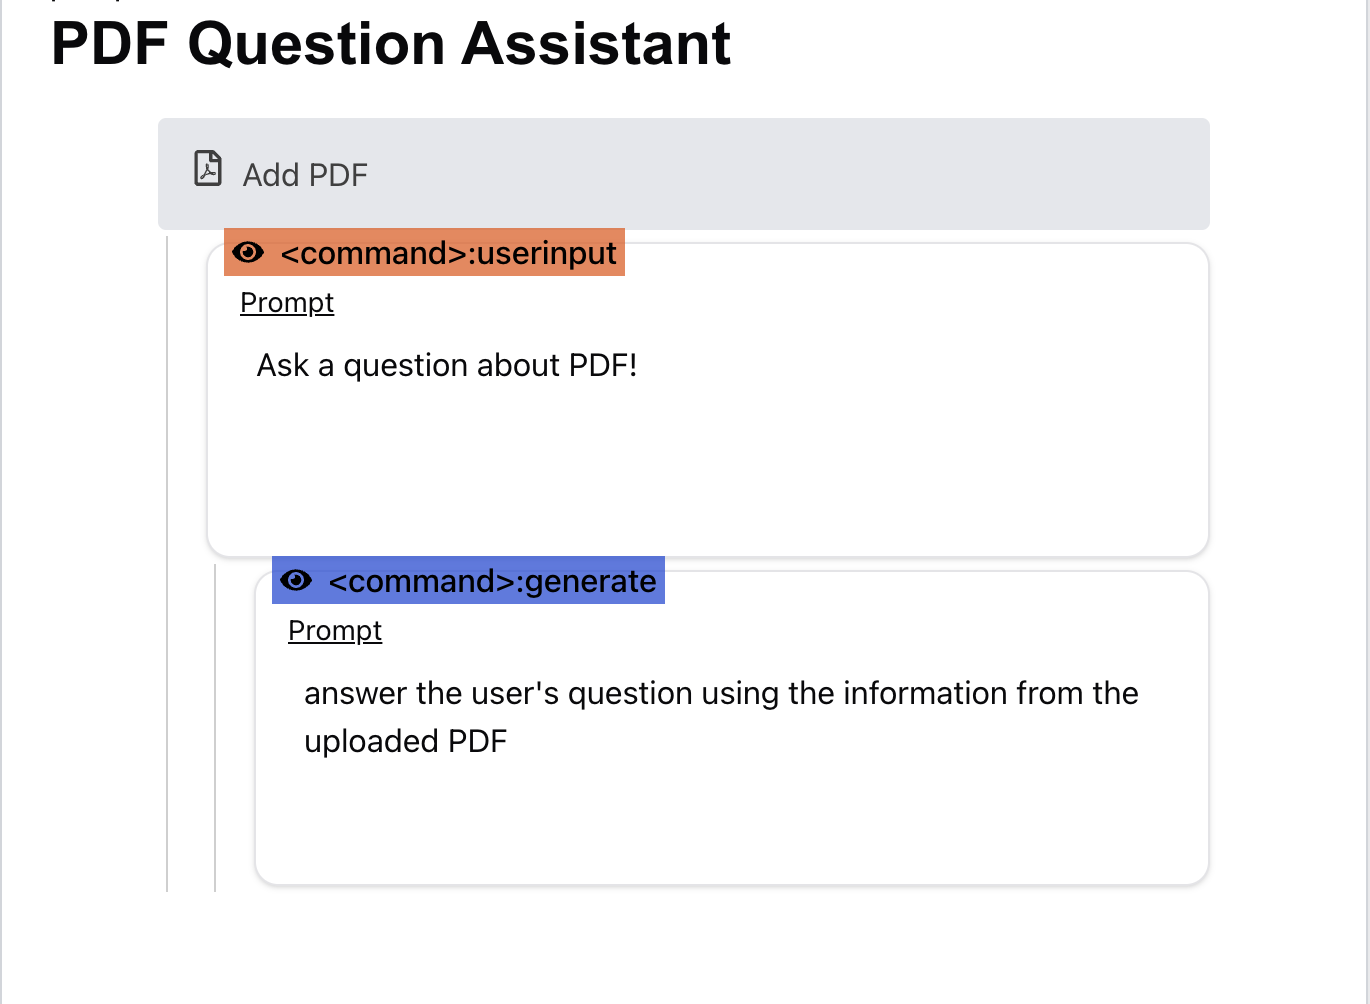 PDF Question Assistant
Add PDF
<command>:userinput
Prompt
Ask a question about PDF!
<command>:generate
Prompt
answer the user's question using the information from the
uploaded PDF